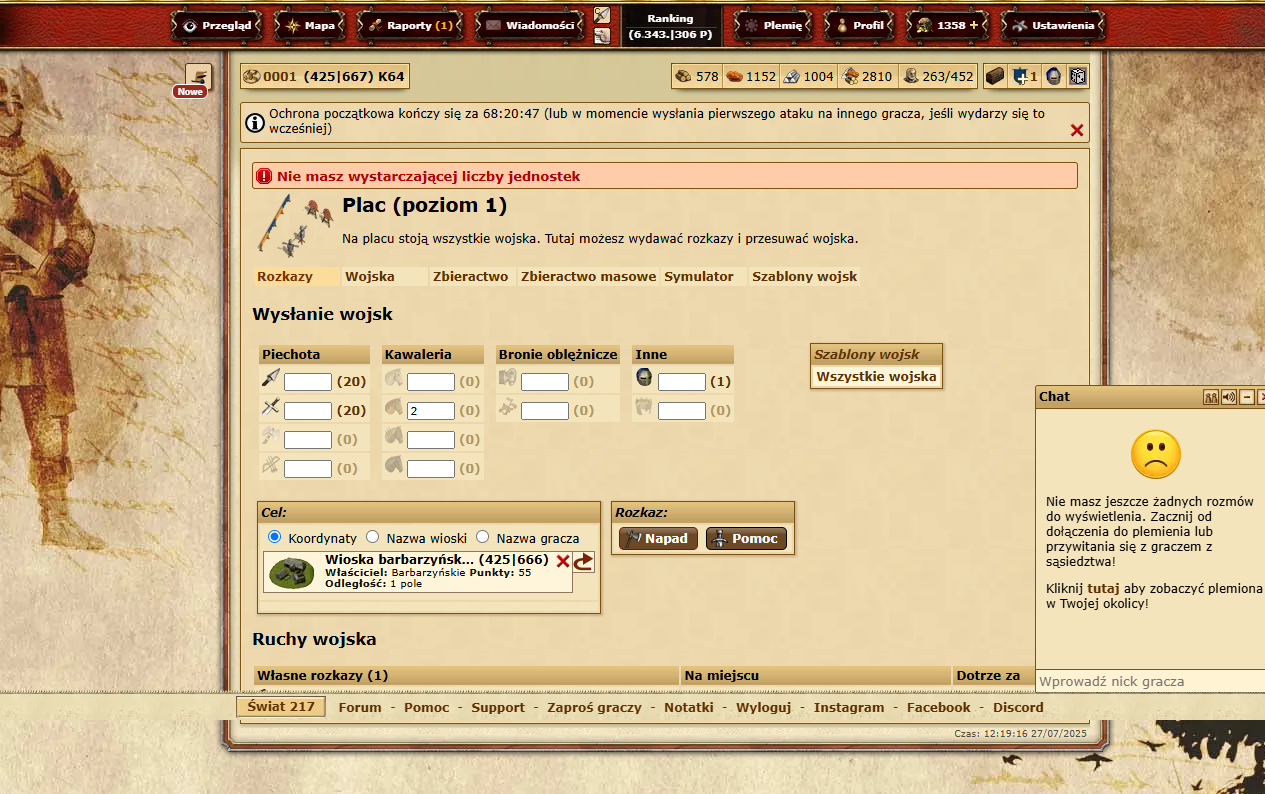 Przegląd
Mapa
Raporty (1)
Wiadomości
Ranking
(6.343.|306 P)
Plemię
Profil
1358 +
Ustawienia
Nowe
0001 (425|667) K64
578
1152
1004
2810
263/452
1
Ochrona początkowa kończy się za 68:20:47 (lub w momencie wysłania pierwszego ataku na innego gracza, jeśli wydarzy się to
wcześniej)
Nie masz wystarczającej liczby jednostek
Plac (poziom 1)
Na placu stoją wszystkie wojska. Tutaj możesz wydawać rozkazy i przesuwać wojska.
Rozkazy Wojska Zbieractwo Zbieractwo masowe Symulator Szablony wojsk
Wysłanie wojsk
Piechota Kawaleria Bronie oblężnicze Inne
(20) (0) (0) (1)
(20) 2 (0) (0) (0)
(0) (0)
(0) (0)
Szablony wojsk
Wszystkie wojska
Cel:
Koordynaty Nazwa wioski Nazwa gracza
Wioska barbarzyńsk... (425|666)
Właściciel: Barbarzyńskie Punkty: 55
Odległość: 1 pole
Rozkaz:
Napad Pomoc
Ruchy wojska
Własne rozkazy (1) Na miejscu Dotrze za
Chat
Nie masz jeszcze żadnych rozmów
do wyświetlenia. Zacznij od
dołączenia do plemienia lub
przywitania się z graczem z
sąsiedztwa!
Kliknij tutaj aby zobaczyć plemiona
w Twojej okolicy!
Wprowadź nick gracza
Świat 217 Forum - Pomoc - Support - Zaproś graczy - Notatki - Wyloguj - Instagram - Facebook - Discord
Czas: 12:19:16 27/07/2025